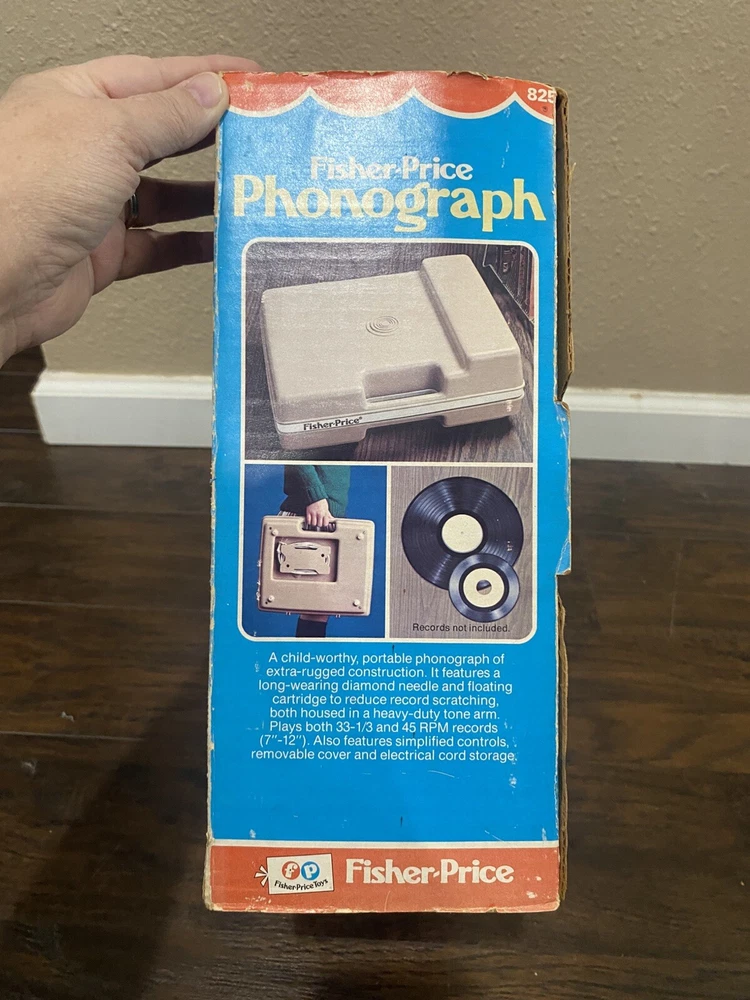 825
Fisher-Price
Phonograph
Fisher-Price®
Records not included.
A child-worthy, portable phonograph of
extra-rugged construction. It features a
long-wearing diamond needle and floating
cartridge to reduce record scratching,
both housed in a heavy-duty tone arm.
Plays both 33-1/3 and 45 RPM records
(7"-12"). Also features simplified controls,
removable cover and electrical cord storage.
fp
Fisher-Price Toys
Fisher-Price